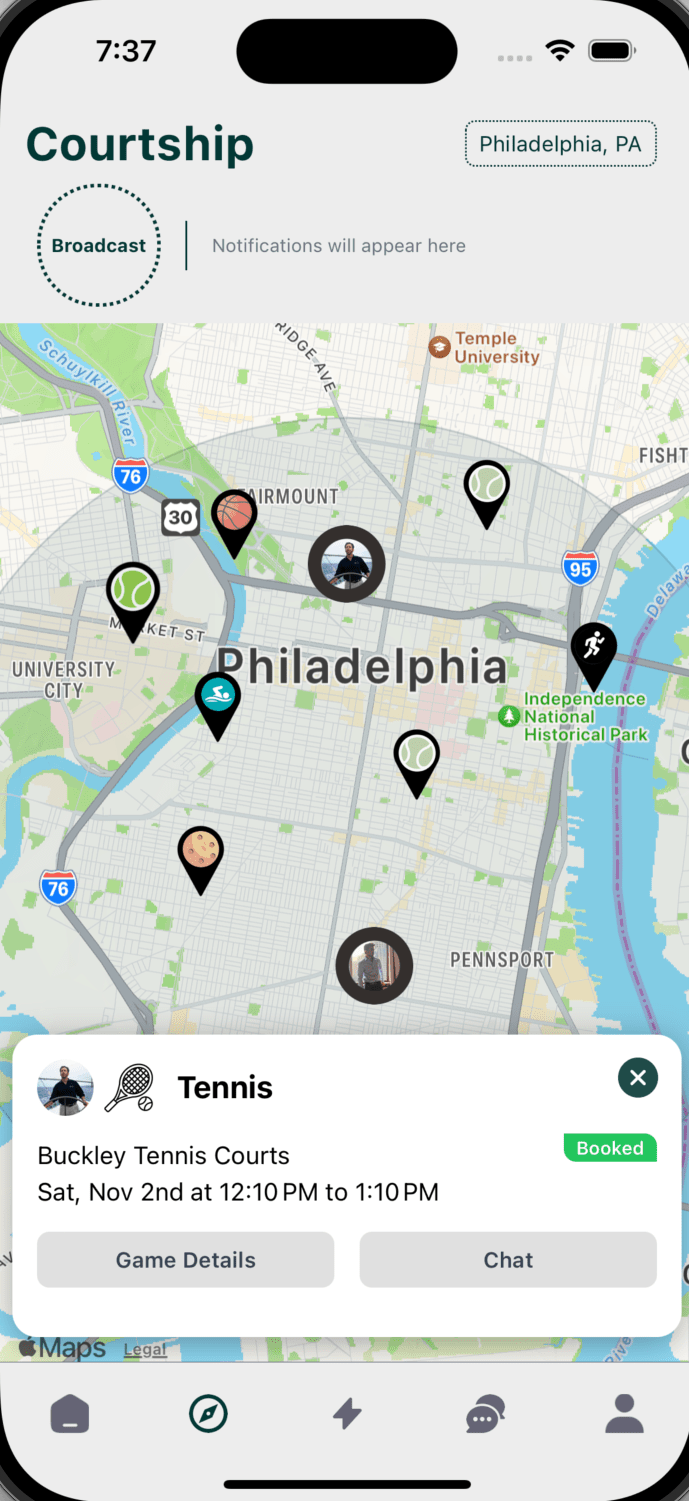 7:37
Courtship
Philadelphia, PA
Broadcast
Notifications will appear here
RIDGE AVE
Temple
University
Schuylkill River
FISHT
76
FAIRMOUNT
30
95
MARKET ST
Philadelphia
UNIVERSITY
CITY
Independence
National
Historical Park
76
PENNSPORT
Tennis
Buckley Tennis Courts
Booked
Sat, Nov 2nd at 12:10 PM to 1:10 PM
Game Details
Chat
Maps
Legal